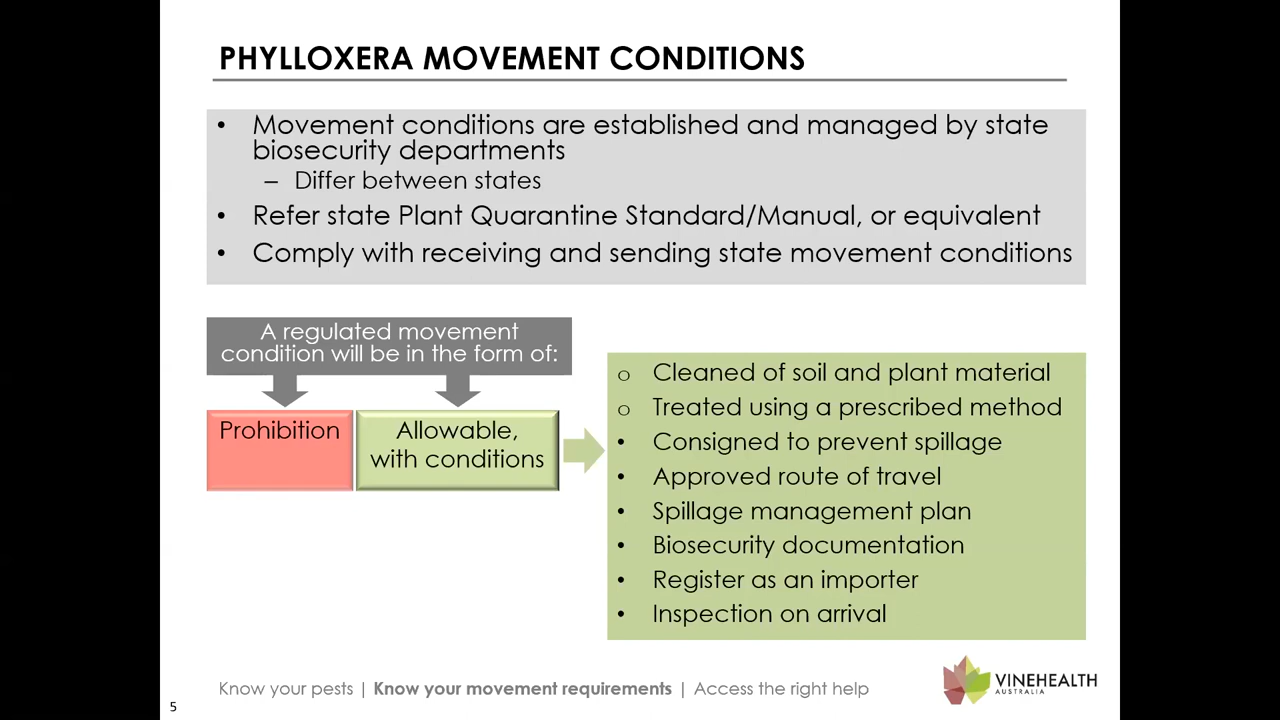 PHYLLOXERA MOVEMENT CONDITIONS
• Movement conditions are established and managed by state
biosecurity departments
– Differ between states
• Refer state Plant Quarantine Standard/Manual, or equivalent
• Comply with receiving and sending state movement conditions
A regulated movement
condition will be in the form of:
Prohibition
Allowable,
with conditions
o Cleaned of soil and plant material
o Treated using a prescribed method
• Consigned to prevent spillage
• Approved route of travel
• Spillage management plan
• Biosecurity documentation
• Register as an importer
• Inspection on arrival
Know your pests | Know your movement requirements | Access the right help
VINEHEALTH
AUSTRALIA
5